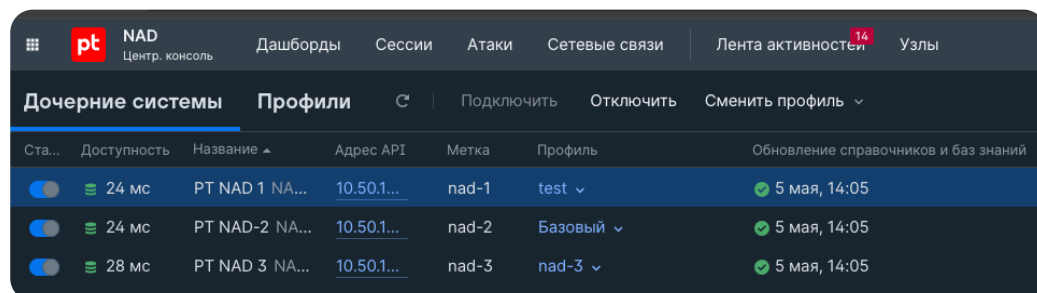 pt NAD Центр. консоль Дашборды Сессии Атаки Сетевые связи Лента активностей 14 Узлы
Дочерние системы Профили Подключить Отключить Сменить профиль
Ста... Доступность Название Адрес API Метка Профиль Обновление справочников и баз знаний
24 мс PT NAD 1 NA... 10.50.1... nad-1 test 5 мая, 14:05
24 мс PT NAD-2 NA... 10.50.1... nad-2 Базовый 5 мая, 14:05
28 мс PT NAD 3 NA... 10.50.1... nad-3 nad-3 5 мая, 14:05